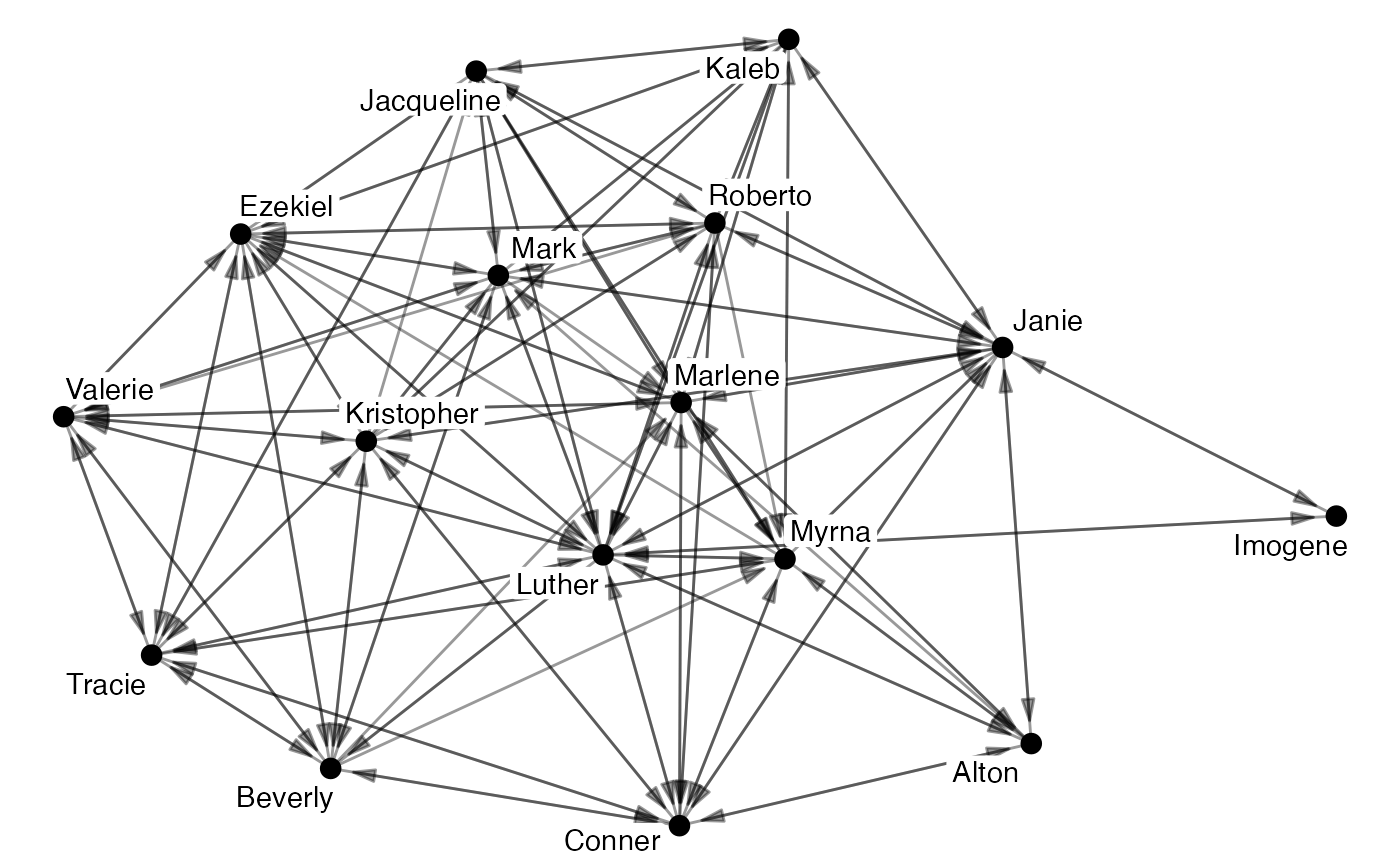 Kaleb
Jacqueline
Roberto
Ezekiel
Mark
Janie
Marlene
Valerie
Kristopher
Myrna
Imogene
Luther
Tracie
Alton
Beverly
Conner